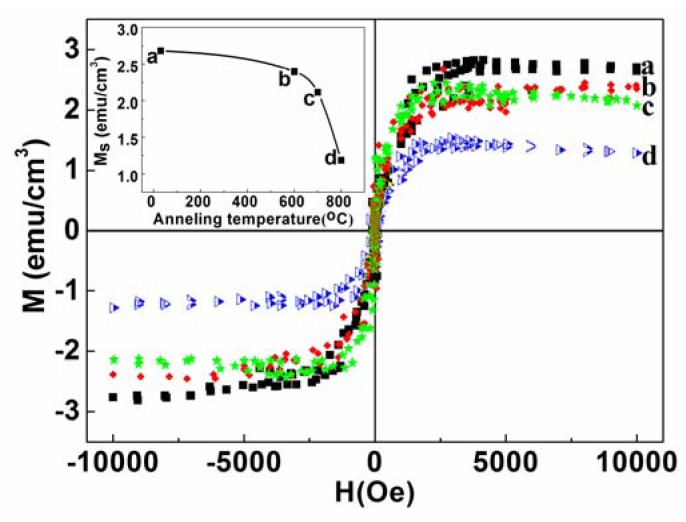 3
2
1
0
-1
-2
-3
M (emu/cm³)
-10000 -5000 0 5000 10000
H(Oe)
a
b
c
d
3.0
2.5
2.0
1.5
1.0
Ms (emu/cm³)
0 200 400 600 800
Anneling temperature(⁰C)
a
b
c
d